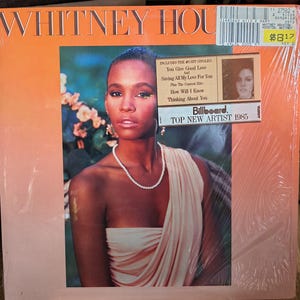 WHITNEY HOU
$8.17
INCLUDES THE #1 HIT SINGLES
You Give Good Love
And
Saving All My Love For You
Plus The Current Hits
How Will I Know
Thinking About You
Billboard
TOP NEW ARTIST 1985